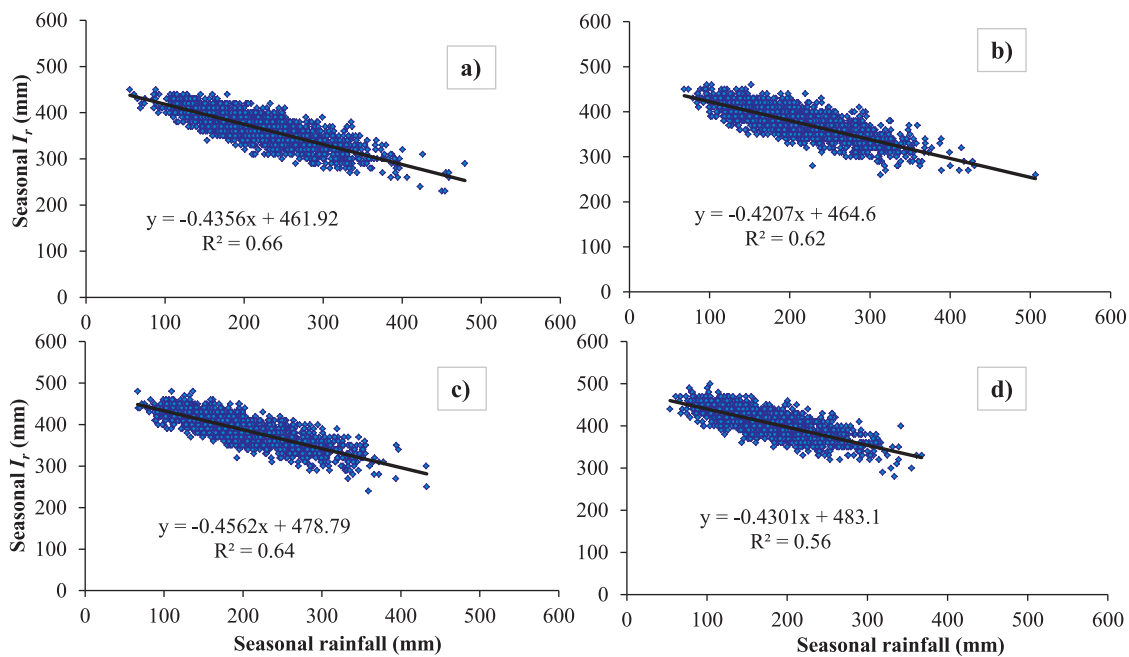 600
500
400
300
200
100
0
Seasonal I_r (mm)
a)
y = -0.4356x + 461.92
R² = 0.66
0 100 200 300 400 500 600
600
500
400
300
200
100
0
b)
y = -0.4207x + 464.6
R² = 0.62
0 100 200 300 400 500 600
600
500
400
300
200
100
0
Seasonal I_r (mm)
c)
y = -0.4562x + 478.79
R² = 0.64
0 100 200 300 400 500 600
Seasonal rainfall (mm)
600
500
400
300
200
100
0
d)
y = -0.4301x + 483.1
R² = 0.56
0 100 200 300 400 500 600
Seasonal rainfall (mm)